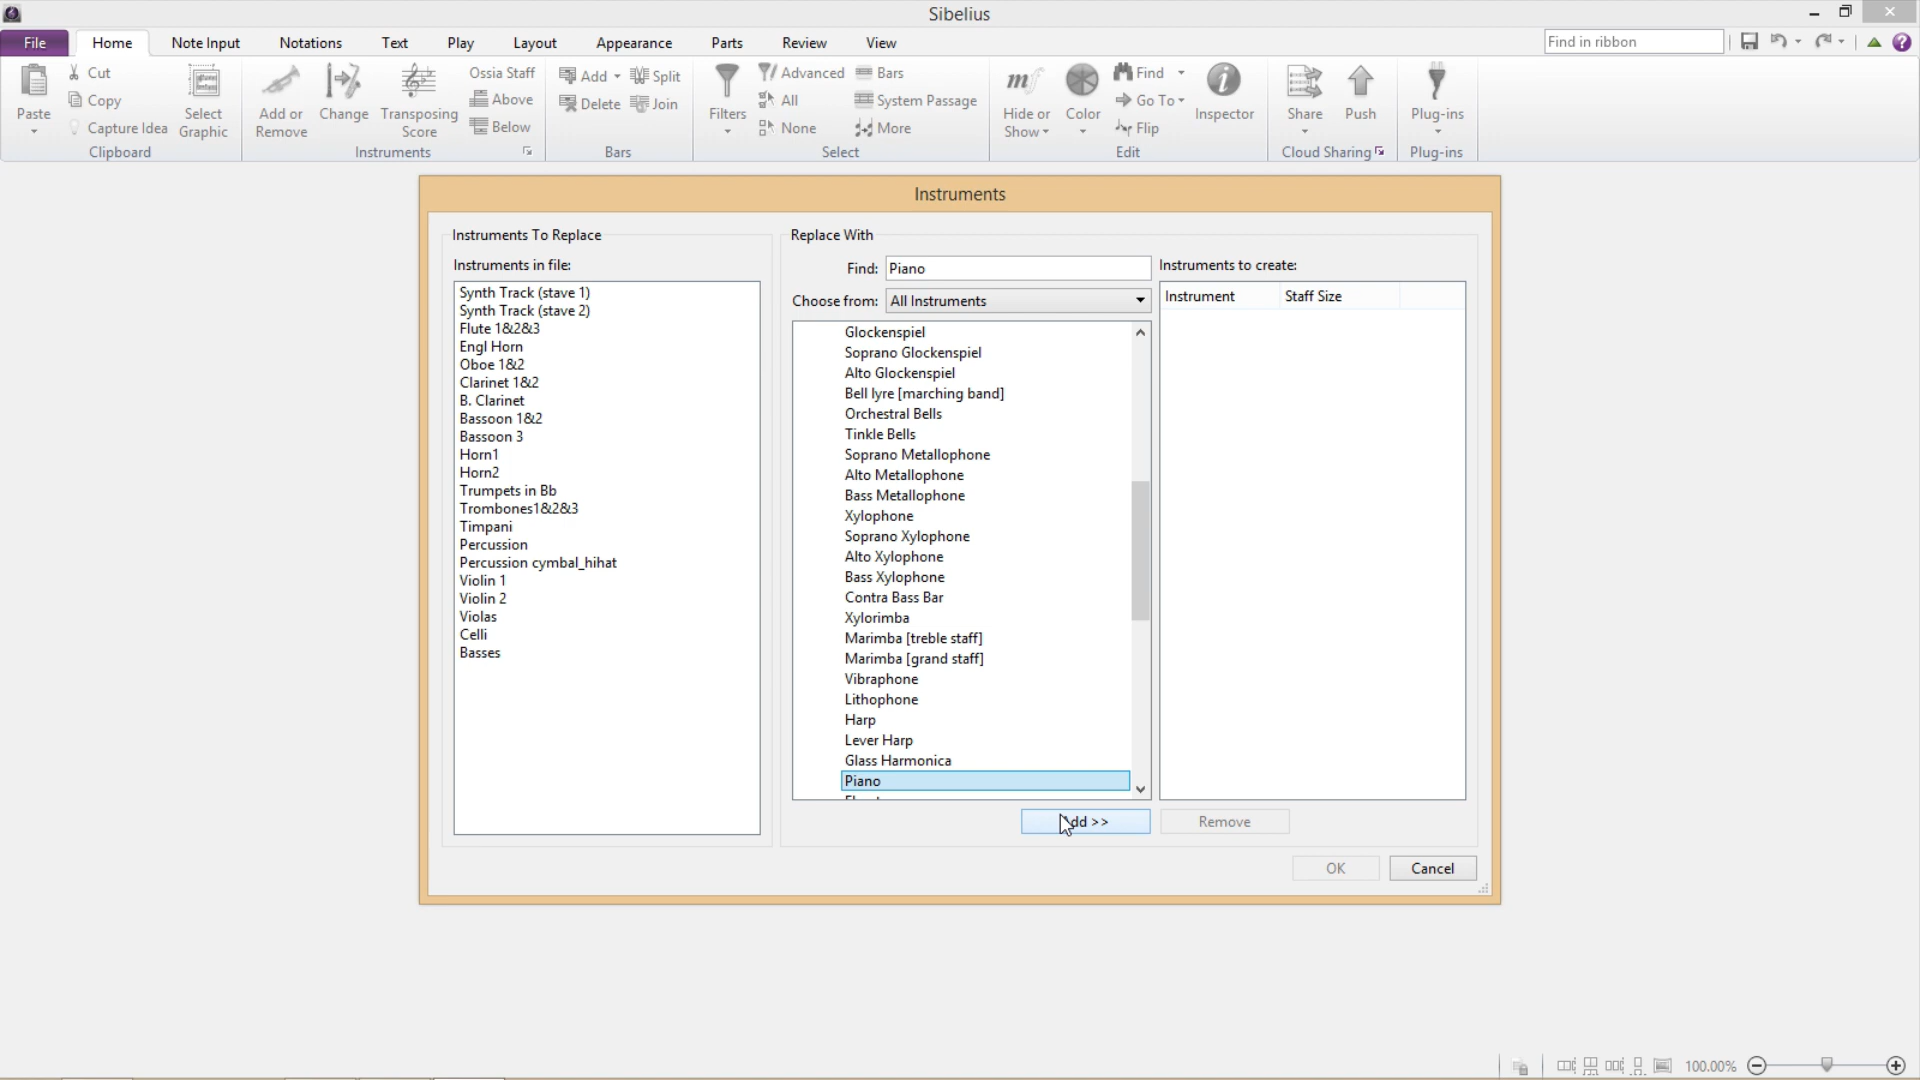 Sibelius
File Home Note Input Notations Text Play Layout Appearance Parts Review View Find in ribbon
Paste
Cut
Copy
Capture Idea
Select
Graphic
Clipboard
Add or
Remove
Change
Transposing
Score
Ossia Staff
Above
Below
Instruments
Add
Split
Delete
Join
Bars
Filters
Advanced
All
None
Bars
System Passage
More
Select
Hide or
Show
Color
Find
Go To
Flip
Inspector
Edit
Share
Push
Cloud Sharing
Plug-ins
Plug-ins
Instruments
Instruments To Replace
Instruments in file:
Synth Track (stave 1)
Synth Track (stave 2)
Flute 1&2&3
Engl Horn
Oboe 1&2
Clarinet 1&2
B. Clarinet
Bassoon 1&2
Bassoon 3
Horn1
Horn2
Trumpets in Bb
Trombones1&2&3
Timpani
Percussion
Percussion cymbal_hihat
Violin 1
Violin 2
Violas
Celli
Basses
Replace With
Find: Piano
Choose from: All Instruments
Glockenspiel
Soprano Glockenspiel
Alto Glockenspiel
Bell lyre [marching band]
Orchestral Bells
Tinkle Bells
Soprano Metallophone
Alto Metallophone
Bass Metallophone
Xylophone
Soprano Xylophone
Alto Xylophone
Bass Xylophone
Contra Bass Bar
Xylorimba
Marimba [treble staff]
Marimba [grand staff]
Vibraphone
Lithophone
Harp
Lever Harp
Glass Harmonica
Piano
Instruments to create:
Instrument Staff Size
Add >>
Remove
OK
Cancel
100.00%